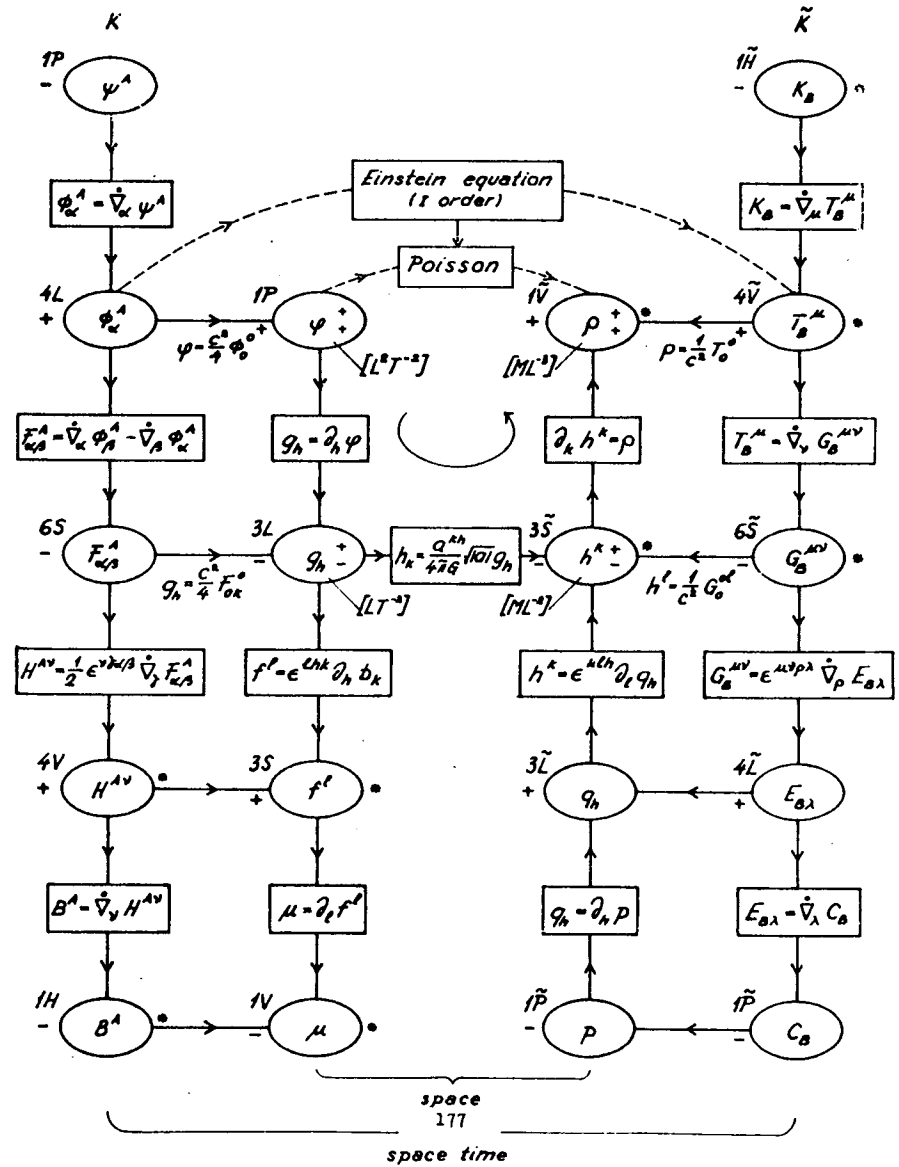 K K̃
1P 1H̃
− ψᴬ − K_B
ϕ_α^A = ∇̇_α ψ^A
Einstein equation
(I order)
K_B = ∇̇_μ T_B^μ
Poisson
4L 1P 1Ṽ 4Ṽ
+ ϕ_α^A φ + + + ρ + + * T_B^μ *
φ = c²/4 ϕ_0^0 + ρ = 1/c² T_0^0 +
[L²T⁻²] [ML⁻³]
F_αβ^A = ∇̇_α ϕ_β^A − ∇̇_β ϕ_α^A g_h = ∂_h φ ∂_k h^k = ρ T_B^μ = ∇̇_ν G_B^μν
6S 3L 3S̃ 6S̃
− F_αβ^A − g_h + − h_k = a^kh/4πG √|a| g_h − h^k + − * − G_B^μν *
g_h = c²/4 F_0k^0 h^l = 1/c² G_0^0l
[LT⁻²] [ML⁻²]
H^Aν = 1/2 ϵ^νγαβ ∇̇_γ F_αβ^A f^l = ϵ^lhk ∂_h b_k h^k = ϵ^klh ∂_l q_h G_B^μν = ϵ^μνρλ ∇̇_ρ E_Bλ
4V 3S 3L̃ 4L̃
+ H^Aν * + f^l * + q_h + E_Bλ
B^A = ∇̇_ν H^Aν μ = ∂_l f^l q_h = ∂_h p E_Bλ = ∇̇_λ C_B
1H 1V 1P̃ 1P̃
− B^A * − μ * − p − C_B
space
177
space time